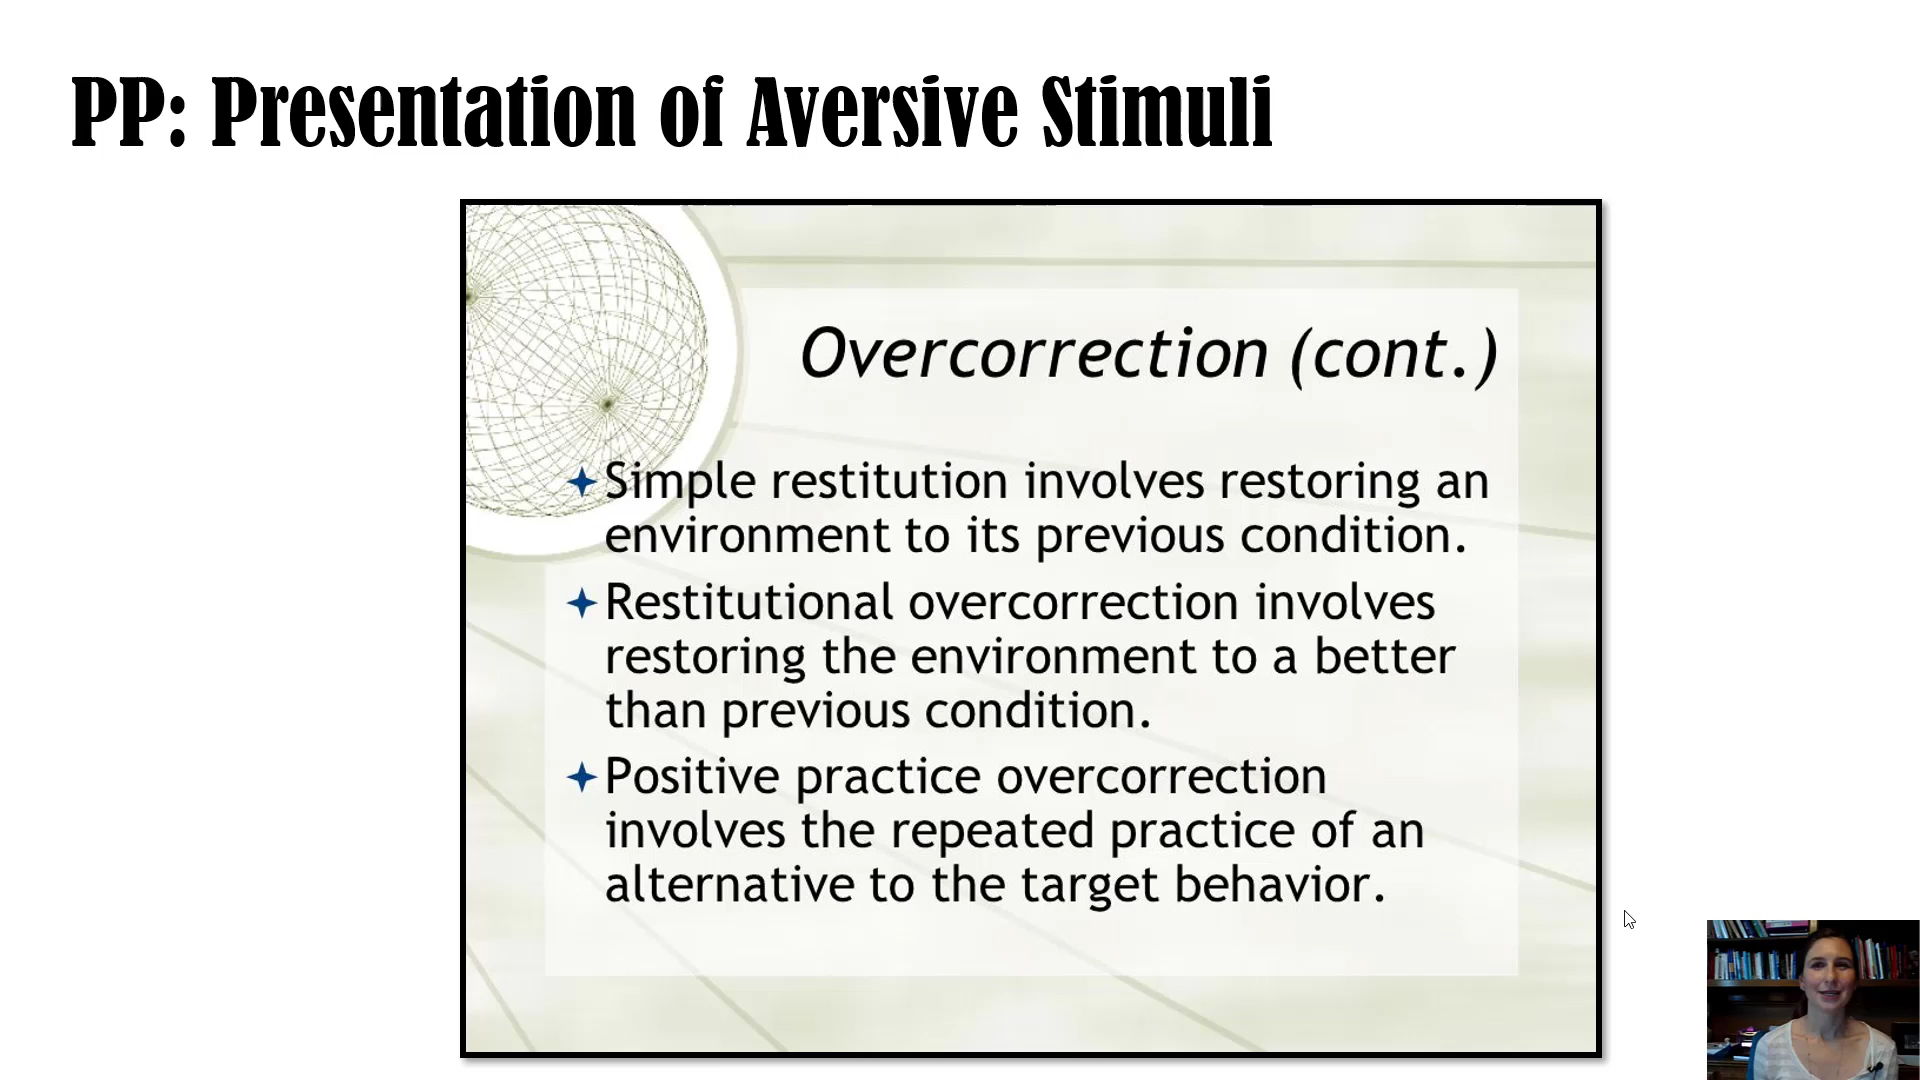 PP: Presentation of Aversive Stimuli
Overcorrection (cont.)
Simple restitution involves restoring an
environment to its previous condition.
Restitutional overcorrection involves
restoring the environment to a better
than previous condition.
Positive practice overcorrection
involves the repeated practice of an
alternative to the target behavior.